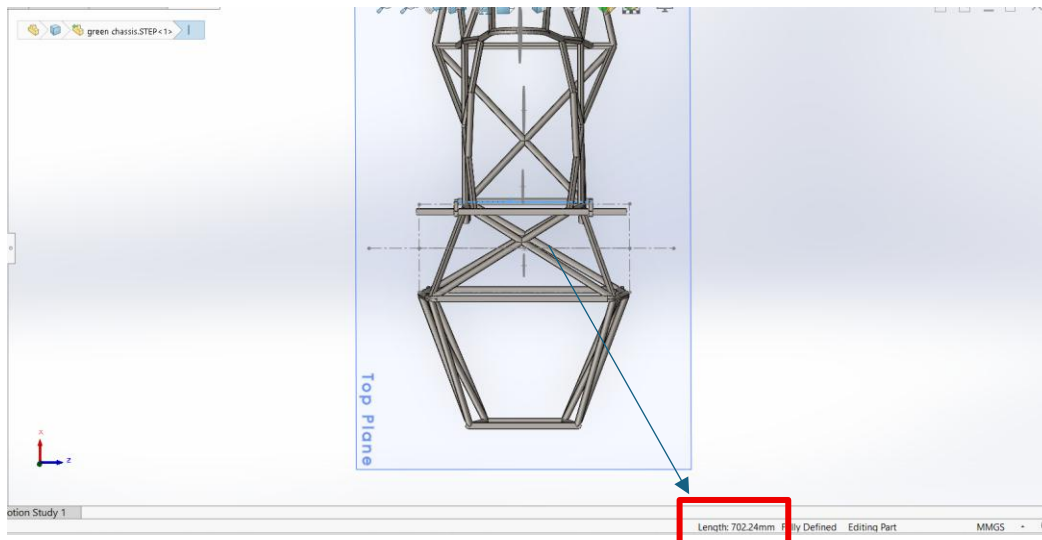 green chassis.STEP<1>
Top Plane
x
z
otion Study 1
Length: 702.24mm
Fully Defined
Editing Part
MMGS